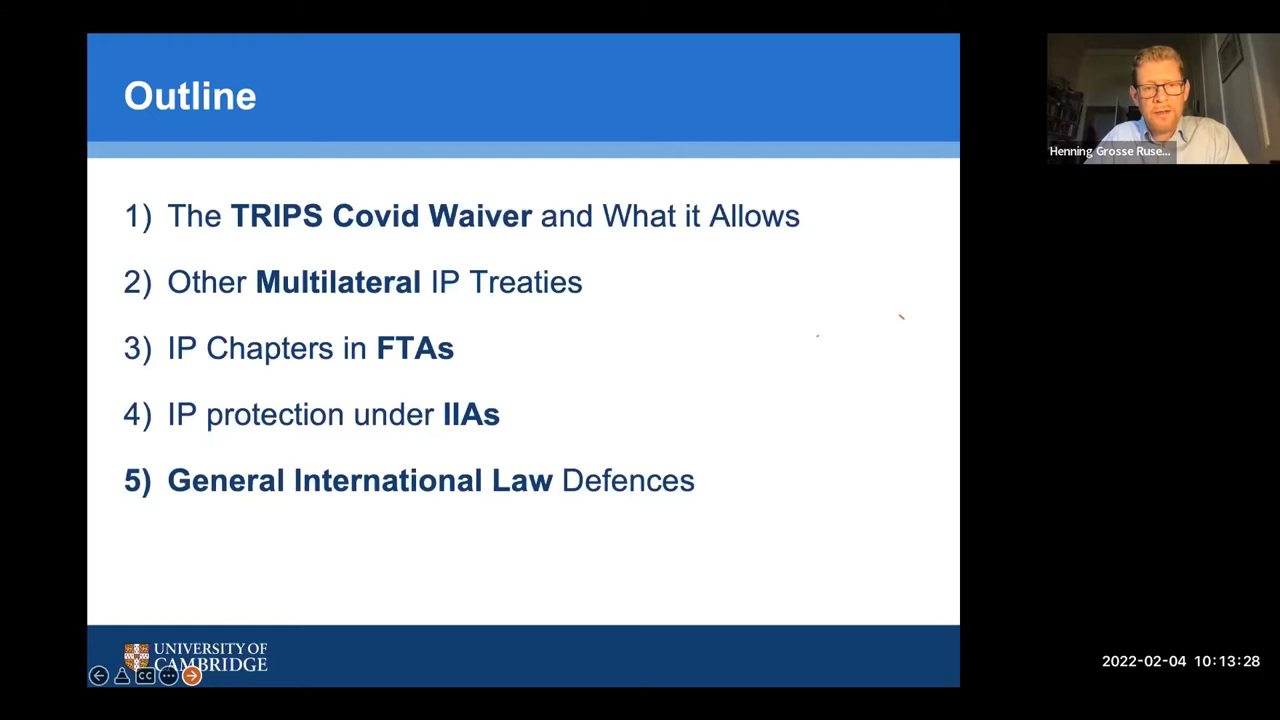 Outline
1) The TRIPS Covid Waiver and What it Allows
2) Other Multilateral IP Treaties
3) IP Chapters in FTAs
4) IP protection under IIAs
5) General International Law Defences
UNIVERSITY OF
CAMBRIDGE
CC
Henning Grosse Ruse...
2022-02-04 10:13:28